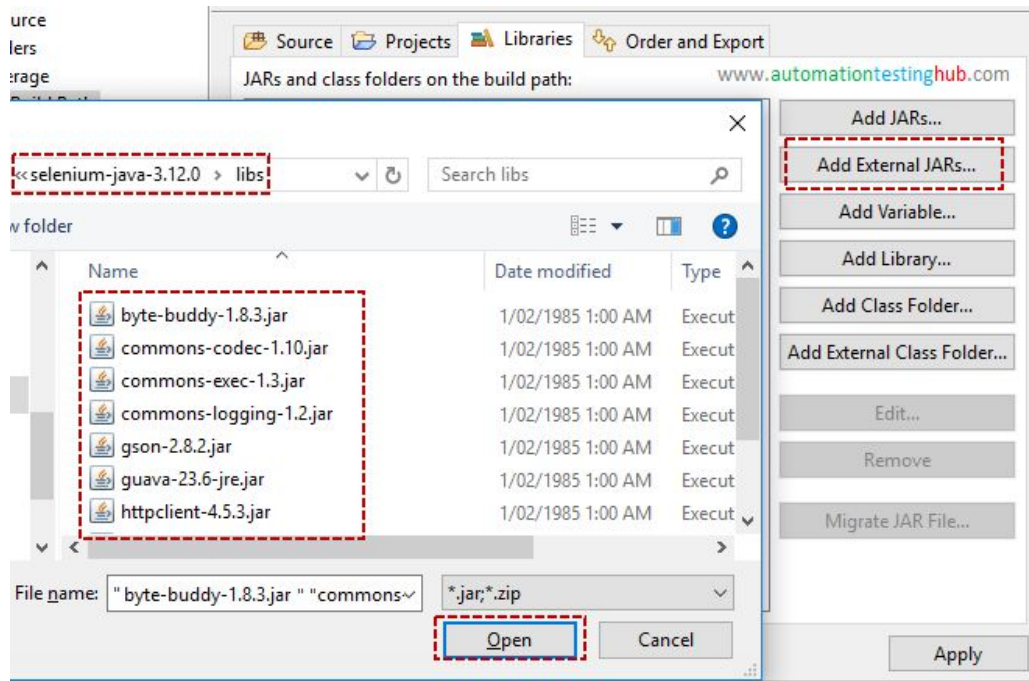 urce
lers
erage
Source Projects Libraries Order and Export
JARs and class folders on the build path:
www.automationtestinghub.com
Add JARs...
« selenium-java-3.12.0 > libs
Search libs
Add External JARs...
w folder
Add Variable...
Name Date modified Type
Add Library...
byte-buddy-1.8.3.jar 1/02/1985 1:00 AM Execut
Add Class Folder...
commons-codec-1.10.jar 1/02/1985 1:00 AM Execut
Add External Class Folder...
commons-exec-1.3.jar 1/02/1985 1:00 AM Execut
commons-logging-1.2.jar 1/02/1985 1:00 AM Execut
Edit...
gson-2.8.2.jar 1/02/1985 1:00 AM Execut
Remove
guava-23.6-jre.jar 1/02/1985 1:00 AM Execut
httpclient-4.5.3.jar 1/02/1985 1:00 AM Execut
Migrate JAR File...
File name: " byte-buddy-1.8.3.jar " "commons *.jar;*.zip
Open Cancel
Apply